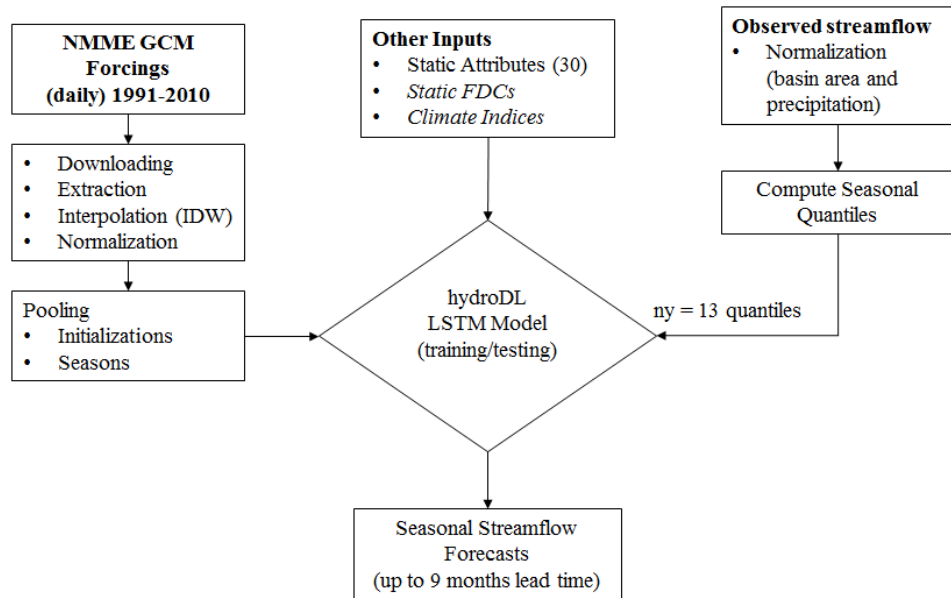 NMME GCM
Forcings
(daily) 1991-2010
• Downloading
• Extraction
• Interpolation (IDW)
• Normalization
Pooling
• Initializations
• Seasons
Other Inputs
• Static Attributes (30)
• Static FDCs
• Climate Indices
Observed streamflow
• Normalization
(basin area and
precipitation)
Compute Seasonal
Quantiles
ny = 13 quantiles
hydroDL
LSTM Model
(training/testing)
Seasonal Streamflow
Forecasts
(up to 9 months lead time)